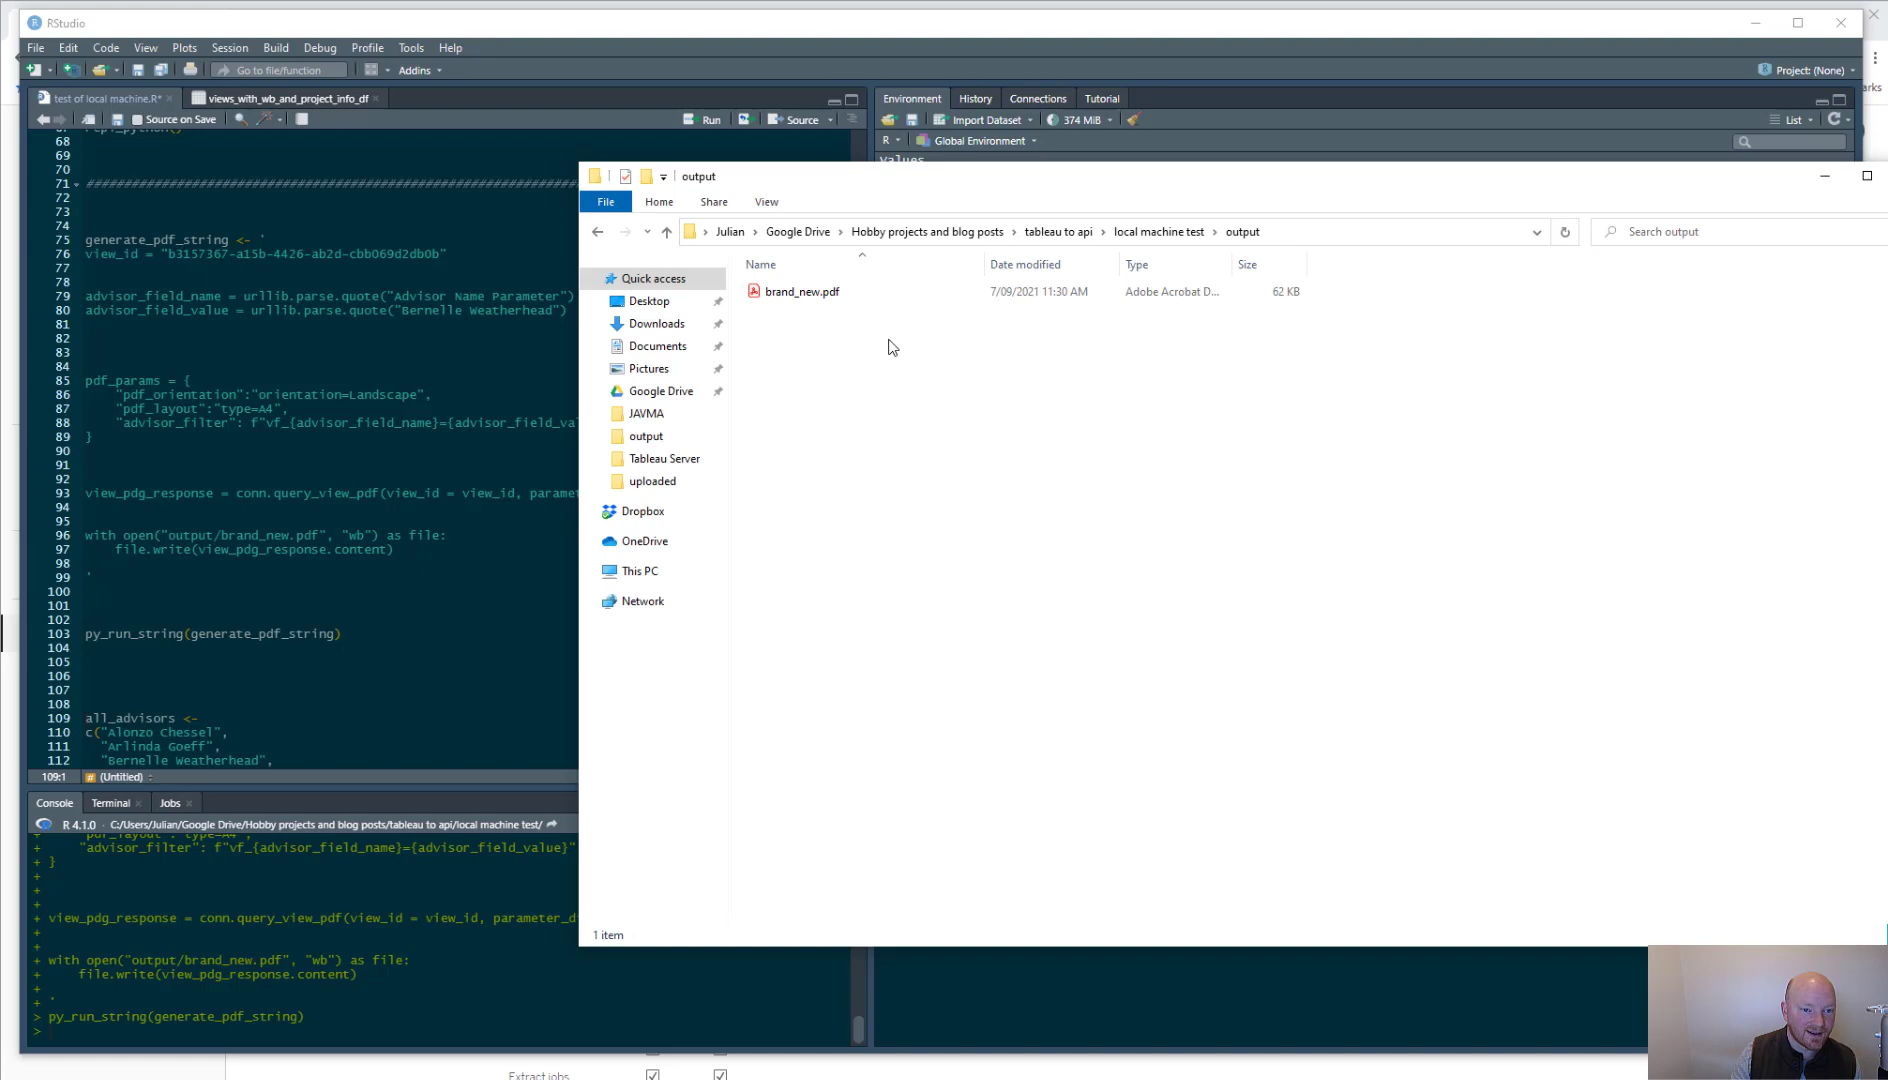 RStudio
File Edit Code View Plots Session Build Debug Profile Tools Help
Go to file/function
Addins
Project: (None)
arks
test of local machine.R*
views_with_wb_and_project_info_df
Source on Save
Run
Source
68
69
70
71 ##################################################################
72
73
74
75 generate_pdf_string <- '
76 view_id = "b3157367-a15b-4426-ab2d-cbb069d2db0b"
77
78
79 advisor_field_name = urllib.parse.quote("Advisor Name Parameter")
80 advisor_field_value = urllib.parse.quote("Bernelle Weatherhead")
81
82
83
84
85 pdf_params = {
86 "pdf_orientation":"orientation=Landscape",
87 "pdf_layout":"type=A4",
88 "advisor_filter": f"vf_{advisor_field_name}={advisor_field_va
89 }
90
91
92
93 view_pdg_response = conn.query_view_pdf(view_id = view_id, parame
94
95
96 with open("output/brand_new.pdf", "wb") as file:
97 file.write(view_pdg_response.content)
98
99 '
100
101
102
103 py_run_string(generate_pdf_string)
104
105
106
107
108
109 all_advisors <-
110 c("Alonzo Chessel",
111 "Arlinda Goeff",
112 "Bernelle Weatherhead",
109:1 # (Untitled)
Console Terminal Jobs
R 4.1.0 · C:/Users/Julian/Google Drive/Hobby projects and blog posts/tableau to api/local machine test/
+ "advisor_filter": f"vf_{advisor_field_name}={advisor_field_value}"
+ }
+
+
+
+ view_pdg_response = conn.query_view_pdf(view_id = view_id, parameter_d
+
+
+ with open("output/brand_new.pdf", "wb") as file:
+ file.write(view_pdg_response.content)
+
+ '
> py_run_string(generate_pdf_string)
>
Environment History Connections Tutorial
Import Dataset
374 MiB
List
R
Global Environment
Values
output
File Home Share View
Julian > Google Drive > Hobby projects and blog posts > tableau to api > local machine test > output
Search output
Name Date modified Type Size
brand_new.pdf 7/09/2021 11:30 AM Adobe Acrobat D... 62 KB
Quick access
Desktop
Downloads
Documents
Pictures
Google Drive
JAVMA
output
Tableau Server
uploaded
Dropbox
OneDrive
This PC
Network
1 item
Extract jobs